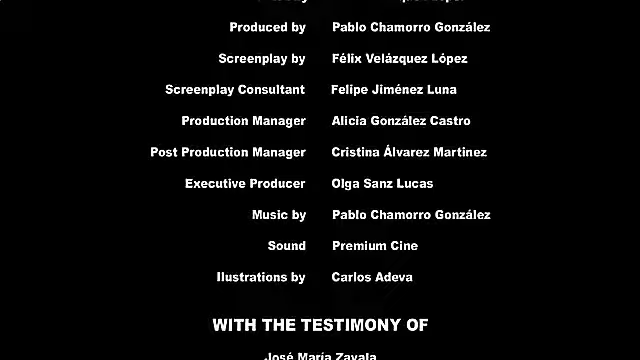 Produced by Pablo Chamorro González
Screenplay by Félix Velázquez López
Screenplay Consultant Felipe Jiménez Luna
Production Manager Alicia González Castro
Post Production Manager Cristina Álvarez Martinez
Executive Producer Olga Sanz Lucas
Music by Pablo Chamorro González
Sound Premium Cine
Ilustrations by Carlos Adeva
WITH THE TESTIMONY OF
José María Zavala